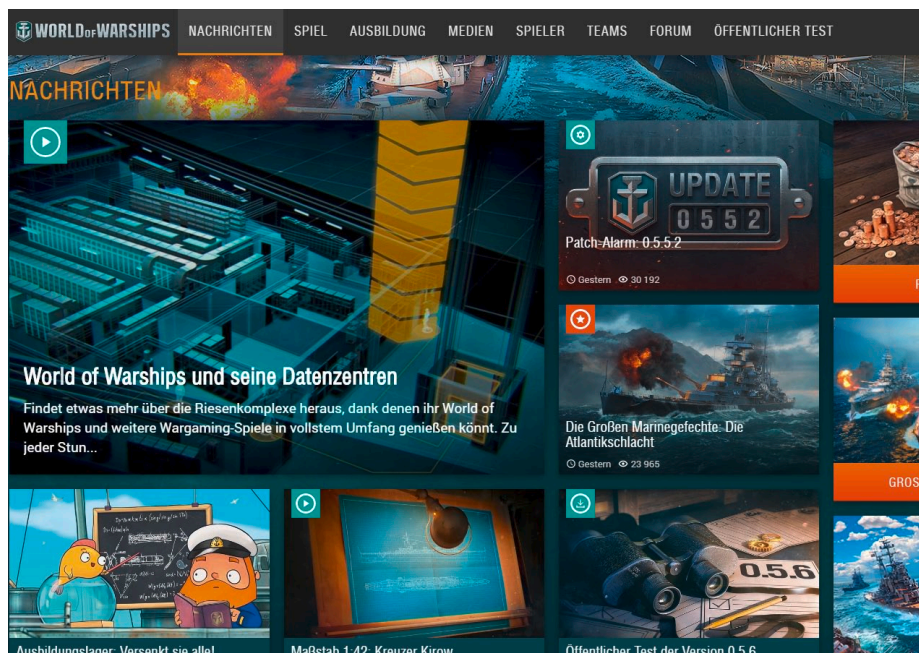 WORLD OF WARSHIPS NACHRICHTEN SPIEL AUSBILDUNG MEDIEN SPIELER TEAMS FORUM ÖFFENTLICHER TEST
NACHRICHTEN
World of Warships und seine Datenzentren
Findet etwas mehr über die Riesenkomplexe heraus, dank denen ihr World of
Warships und weitere Wargaming-Spiele in vollstem Umfang genießen könnt. Zu
jeder Stun...
UPDATE
0 5 5 2
Patch-Alarm: 0.5.5.2
Gestern 30 192
Die Großen Marinegefechte: Die
Atlantikschlacht
Gestern 23 965
GROS
0.5.6
Ausbildungslager: Versenkt sie alle!
Maßstab 1:42: Kreuzer Kirow
Öffentlicher Test der Version 0.5.6